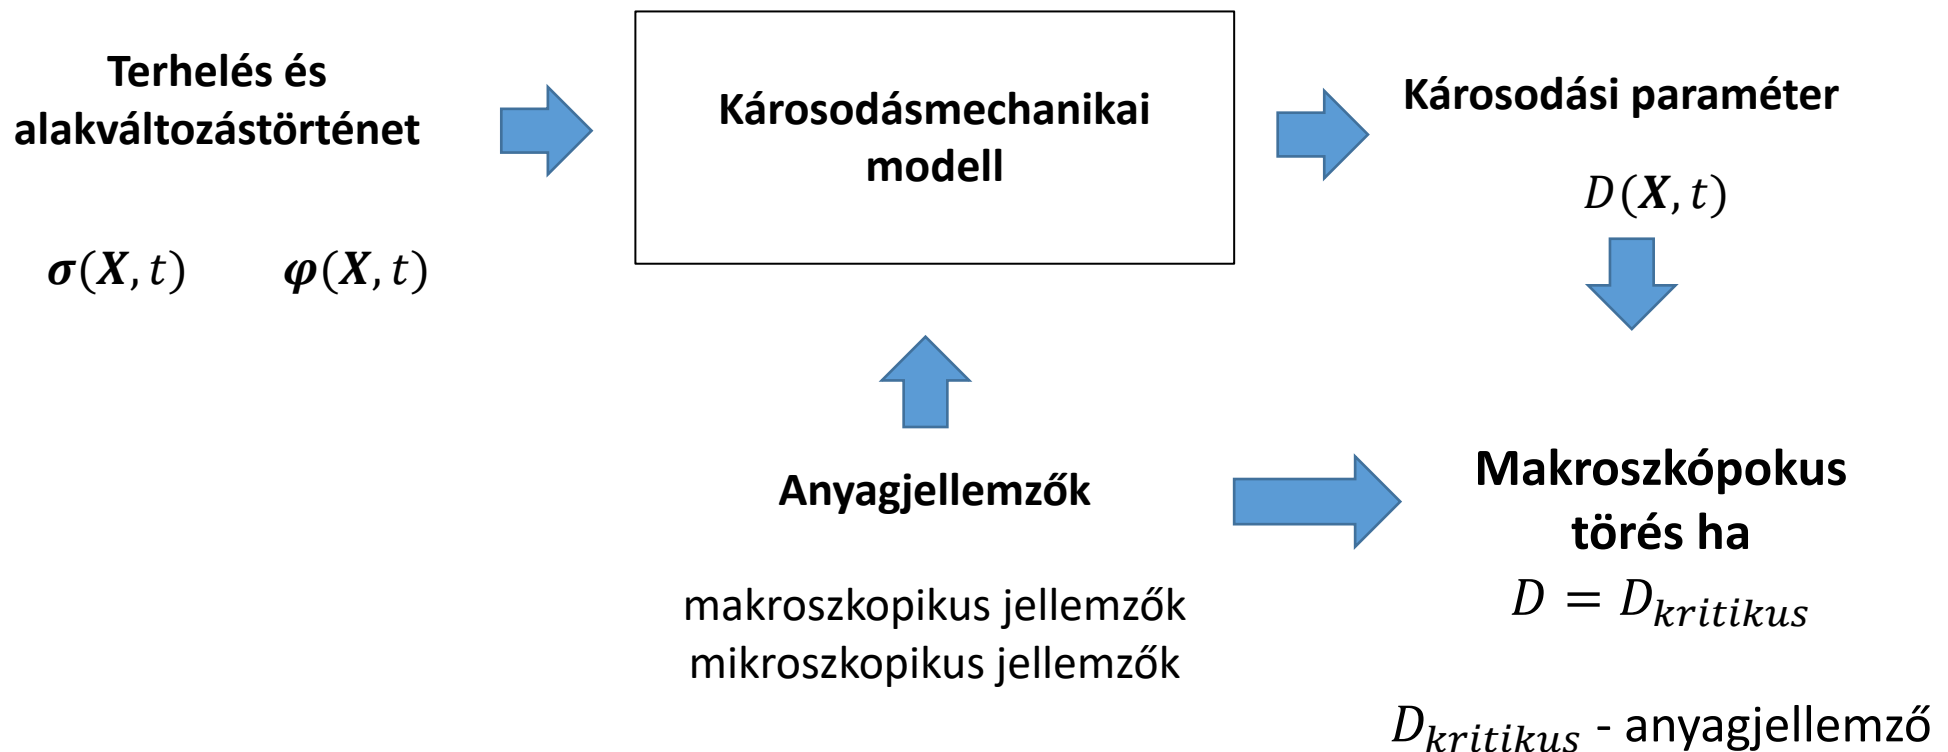 Terhelés és
alakváltozástörténet
σ(X, t)
φ(X, t)
Károsodásmechanikai
modell
Károsodási paraméter
D(X, t)
Anyagjellemzők
makroszkopikus jellemzők
mikroszkopikus jellemzők
Makroszkópokus
törés ha
D = D_kritikus
D_kritikus - anyagjellemző